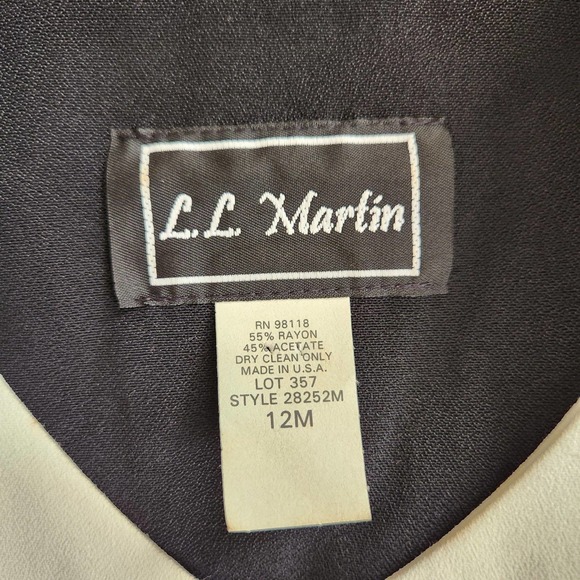 L.L. Martin
RN 98118
55% RAYON
45% ACETATE
DRY CLEAN ONLY
MADE IN U.S.A.
LOT 357
STYLE 28252M
12M